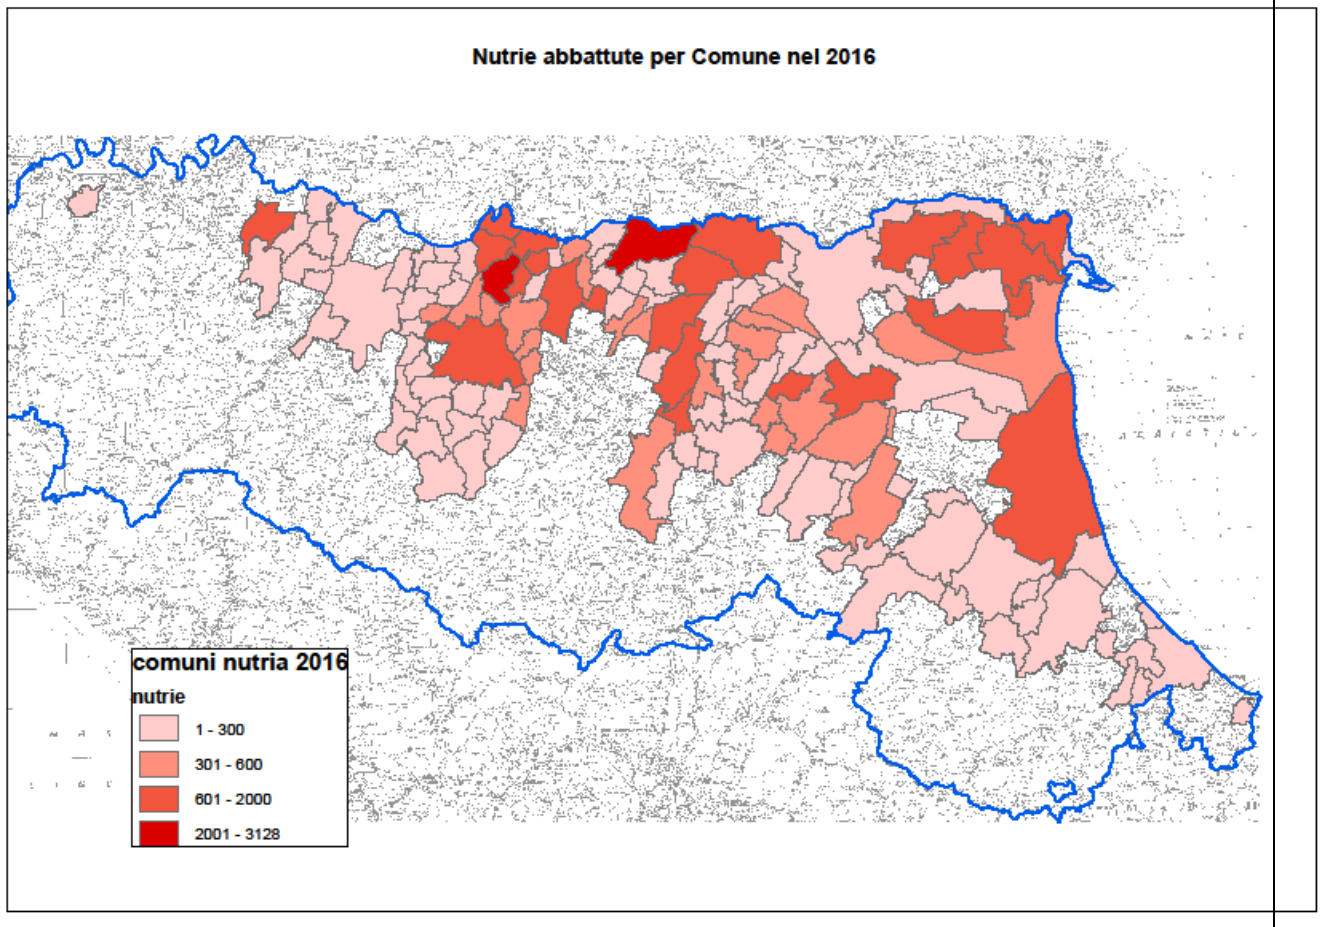 Nutrie abbattute per Comune nel 2016
comuni nutria 2016
nutrie
1 - 300
301 - 600
601 - 2000
2001 - 3128